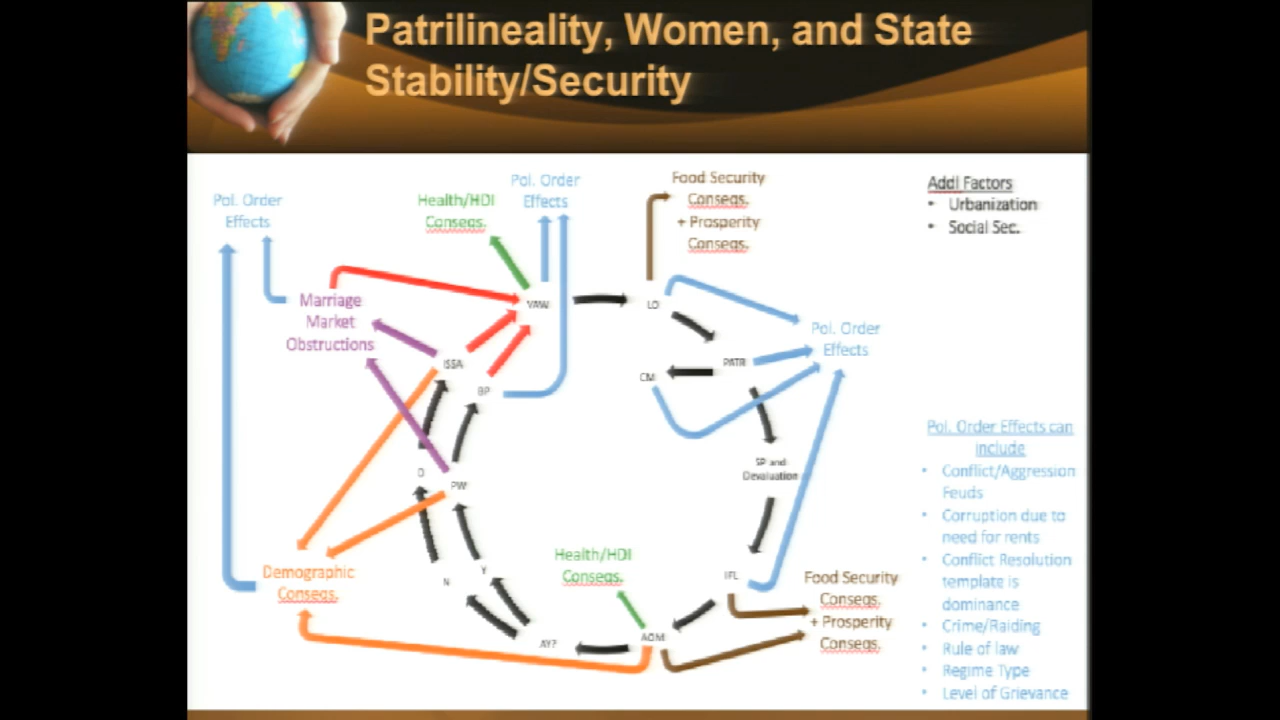 Patrilineality, Women, and State
Stability/Security
Pol. Order
Effects
Health/HDI
Conseqs.
Pol. Order
Effects
Food Security
Conseqs.
+ Prosperity
Conseqs.
Addl Factors
• Urbanization
• Social Sec.
Marriage
Market
Obstructions
VAW
LO
Pol. Order
Effects
ISSA
BP
PATR
CM
SP and
Devaluation
D
PW
Pol. Order Effects can
include
• Conflict/Aggression
Feuds
• Corruption due to
need for rents
• Conflict Resolution
template is
dominance
• Crime/Raiding
• Rule of law
• Regime Type
• Level of Grievance
Health/HDI
Conseqs.
Demographic
Conseqs.
N
Y
IFL
Food Security
Conseqs.
+ Prosperity
Conseqs.
AY?
AOM